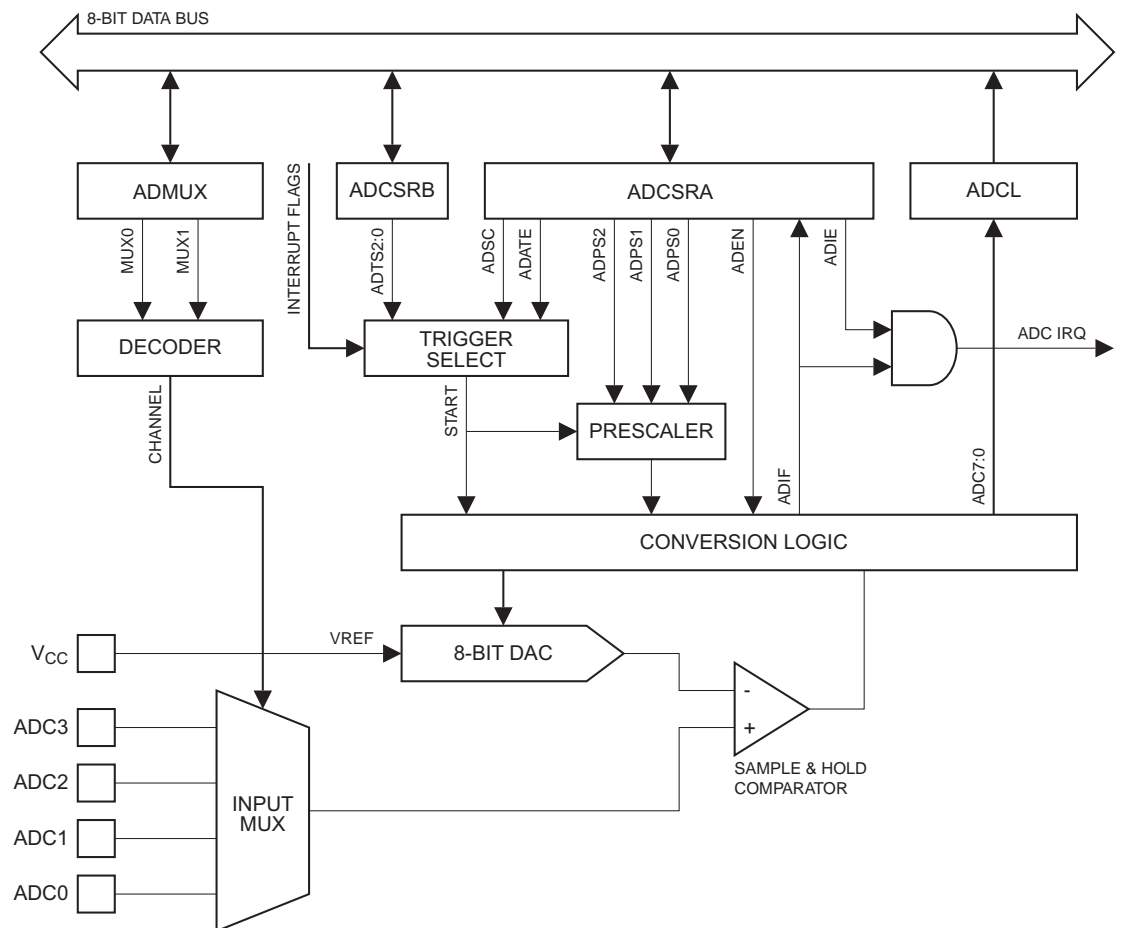 8-BIT DATA BUS
ADMUX
ADCSRB
ADCSRA
ADCL
INTERRUPT FLAGS
MUX0
MUX1
ADTS2:0
ADSC
ADATE
ADPS2
ADPS1
ADPS0
ADEN
ADIE
DECODER
TRIGGER
SELECT
ADC IRQ
CHANNEL
START
PRESCALER
ADIF
ADC7:0
CONVERSION LOGIC
VCC
VREF
8-BIT DAC
-
+
ADC3
ADC2
ADC1
ADC0
INPUT
MUX
SAMPLE & HOLD
COMPARATOR